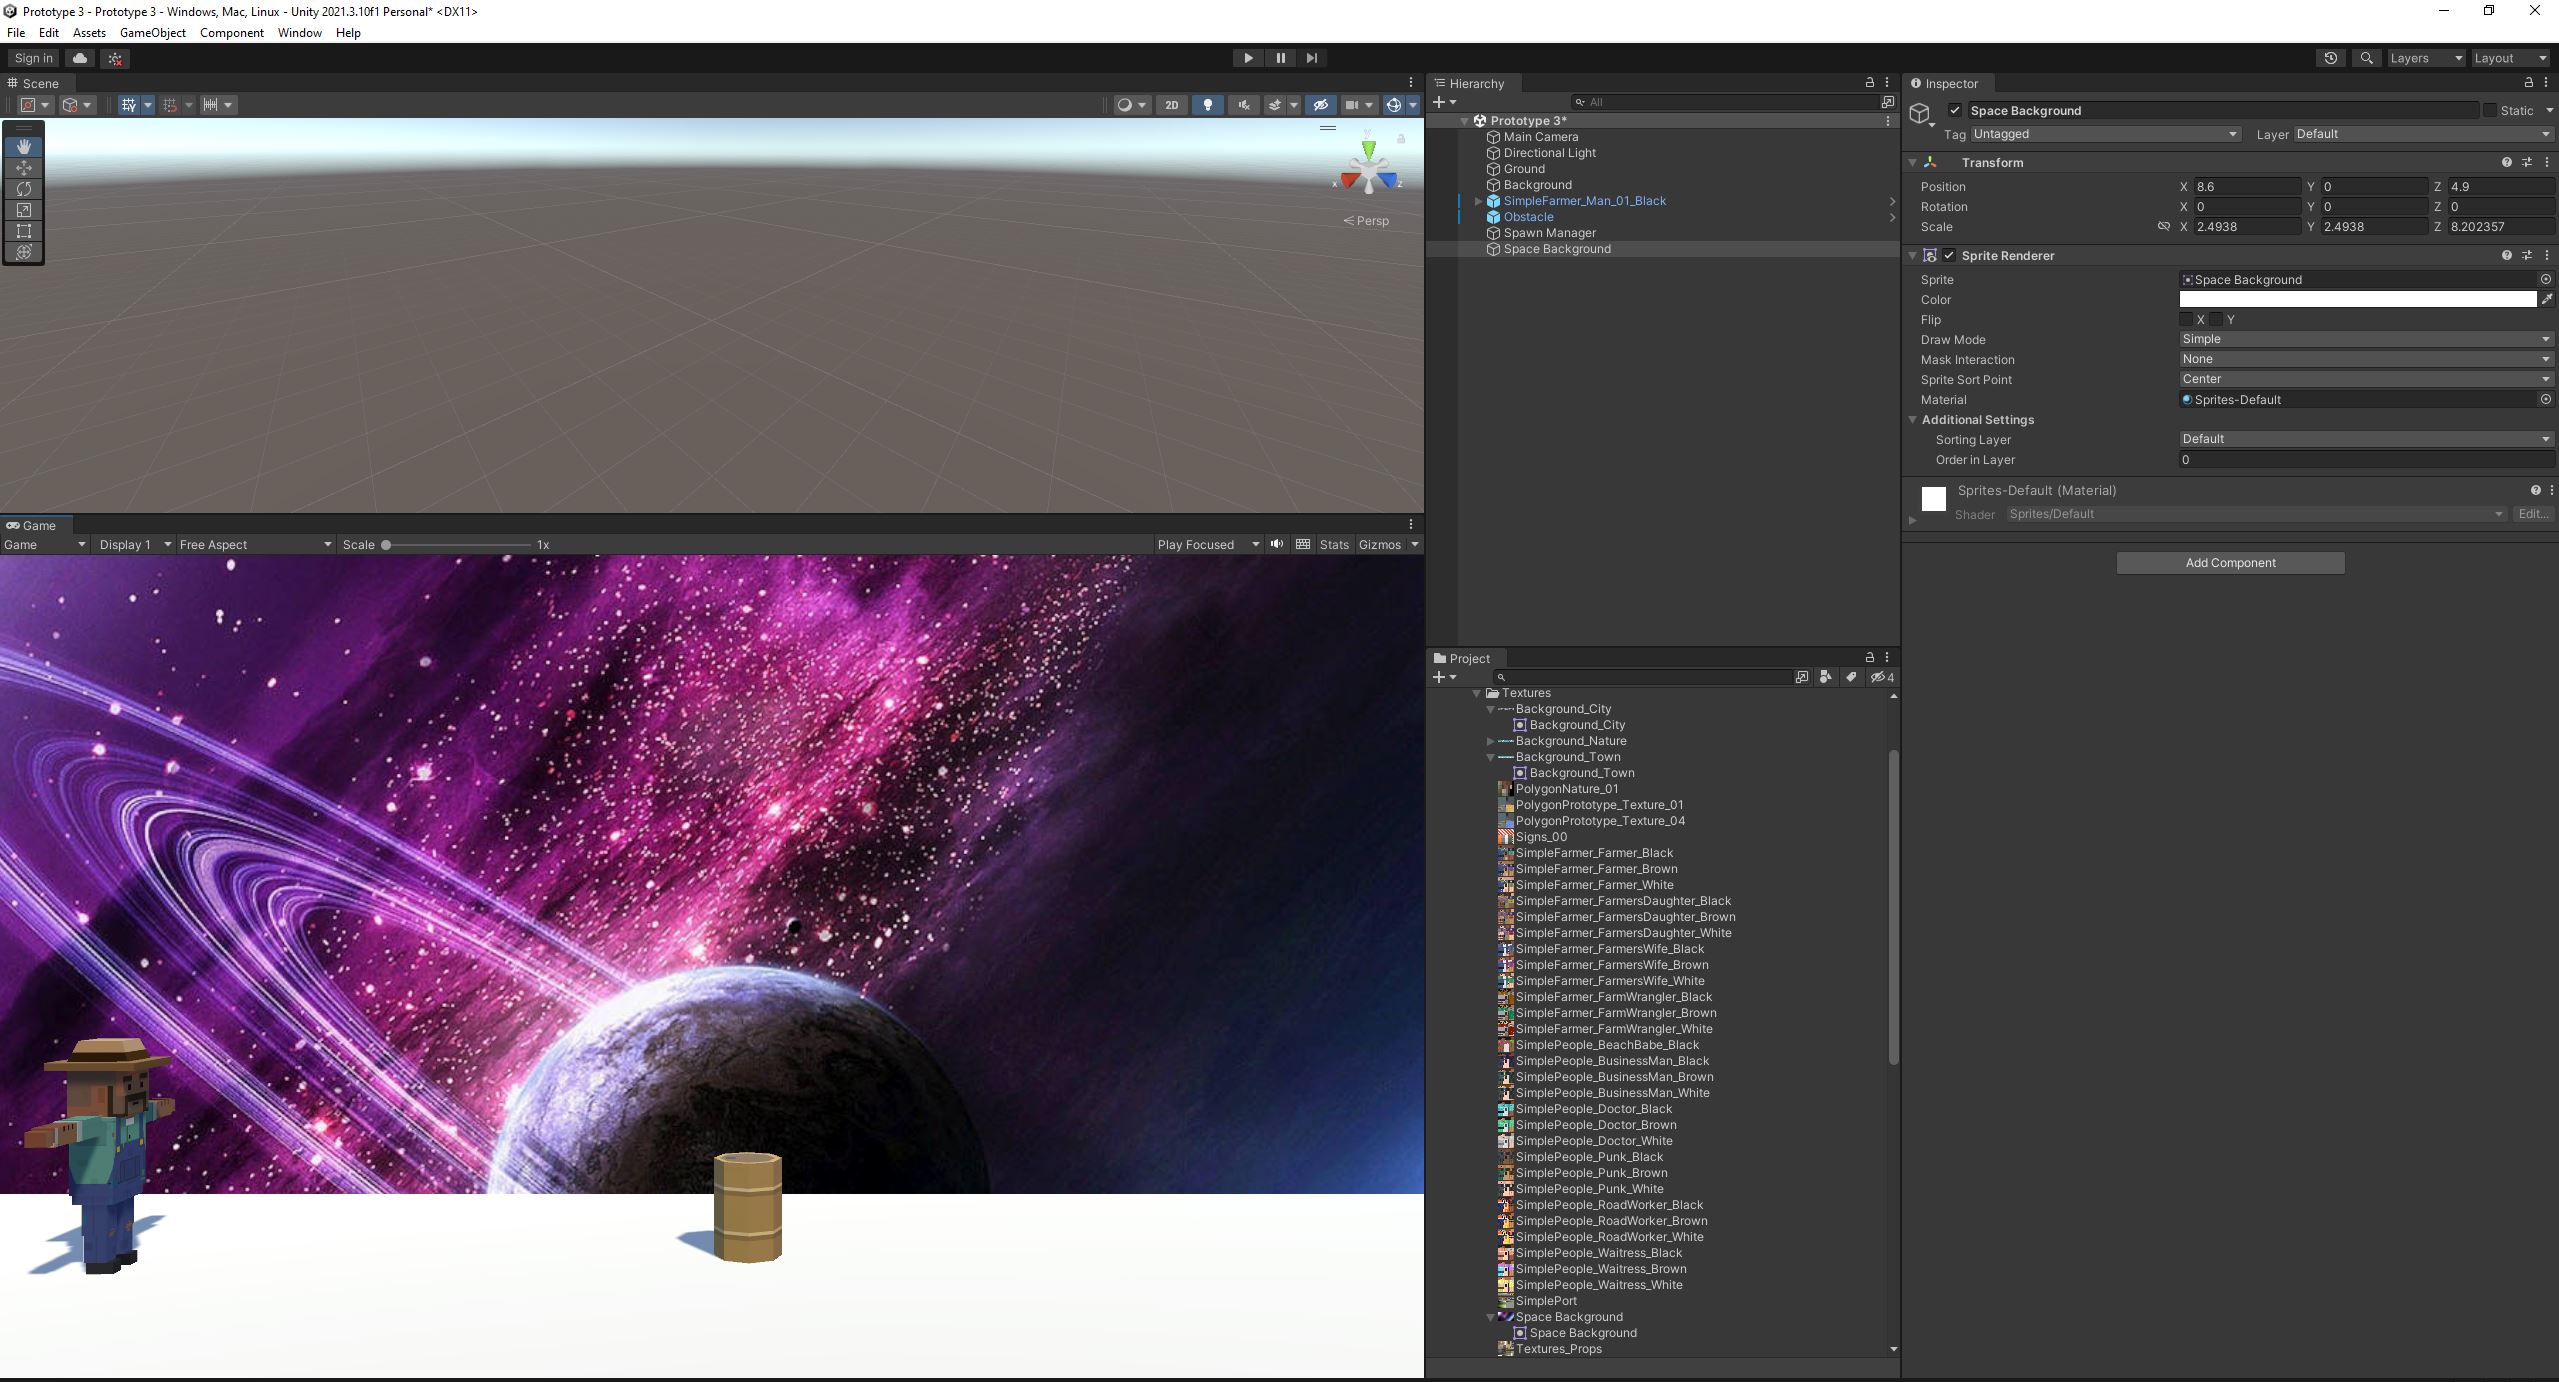 Prototype 3 - Prototype 3 - Windows, Mac, Linux - Unity 2021.3.10f1 Personal* <DX11>
File Edit Assets GameObject Component Window Help
Sign in
Layers
Layout
Scene
2D
y
x
z
Persp
Game
Game Display 1 Free Aspect Scale 1x Play Focused Stats Gizmos
Hierarchy
All
Prototype 3*
Main Camera
Directional Light
Ground
Background
SimpleFarmer_Man_01_Black
Obstacle
Spawn Manager
Space Background
Project
4
Textures
Background_City
Background_City
Background_Nature
Background_Town
Background_Town
PolygonNature_01
PolygonPrototype_Texture_01
PolygonPrototype_Texture_04
Signs_00
SimpleFarmer_Farmer_Black
SimpleFarmer_Farmer_Brown
SimpleFarmer_Farmer_White
SimpleFarmer_FarmersDaughter_Black
SimpleFarmer_FarmersDaughter_Brown
SimpleFarmer_FarmersDaughter_White
SimpleFarmer_FarmersWife_Black
SimpleFarmer_FarmersWife_Brown
SimpleFarmer_FarmersWife_White
SimpleFarmer_FarmWrangler_Black
SimpleFarmer_FarmWrangler_Brown
SimpleFarmer_FarmWrangler_White
SimplePeople_BeachBabe_Black
SimplePeople_BusinessMan_Black
SimplePeople_BusinessMan_Brown
SimplePeople_BusinessMan_White
SimplePeople_Doctor_Black
SimplePeople_Doctor_Brown
SimplePeople_Doctor_White
SimplePeople_Punk_Black
SimplePeople_Punk_Brown
SimplePeople_Punk_White
SimplePeople_RoadWorker_Black
SimplePeople_RoadWorker_Brown
SimplePeople_RoadWorker_White
SimplePeople_Waitress_Black
SimplePeople_Waitress_Brown
SimplePeople_Waitress_White
SimplePort
Space Background
Space Background
Textures_Props
Inspector
Space Background Static
Tag Untagged Layer Default
Transform
Position X 8.6 Y 0 Z 4.9
Rotation X 0 Y 0 Z 0
Scale X 2.4938 Y 2.4938 Z 8.202357
Sprite Renderer
Sprite Space Background
Color
Flip X Y
Draw Mode Simple
Mask Interaction None
Sprite Sort Point Center
Material Sprites-Default
Additional Settings
Sorting Layer Default
Order in Layer 0
Sprites-Default (Material)
Shader Sprites/Default Edit...
Add Component